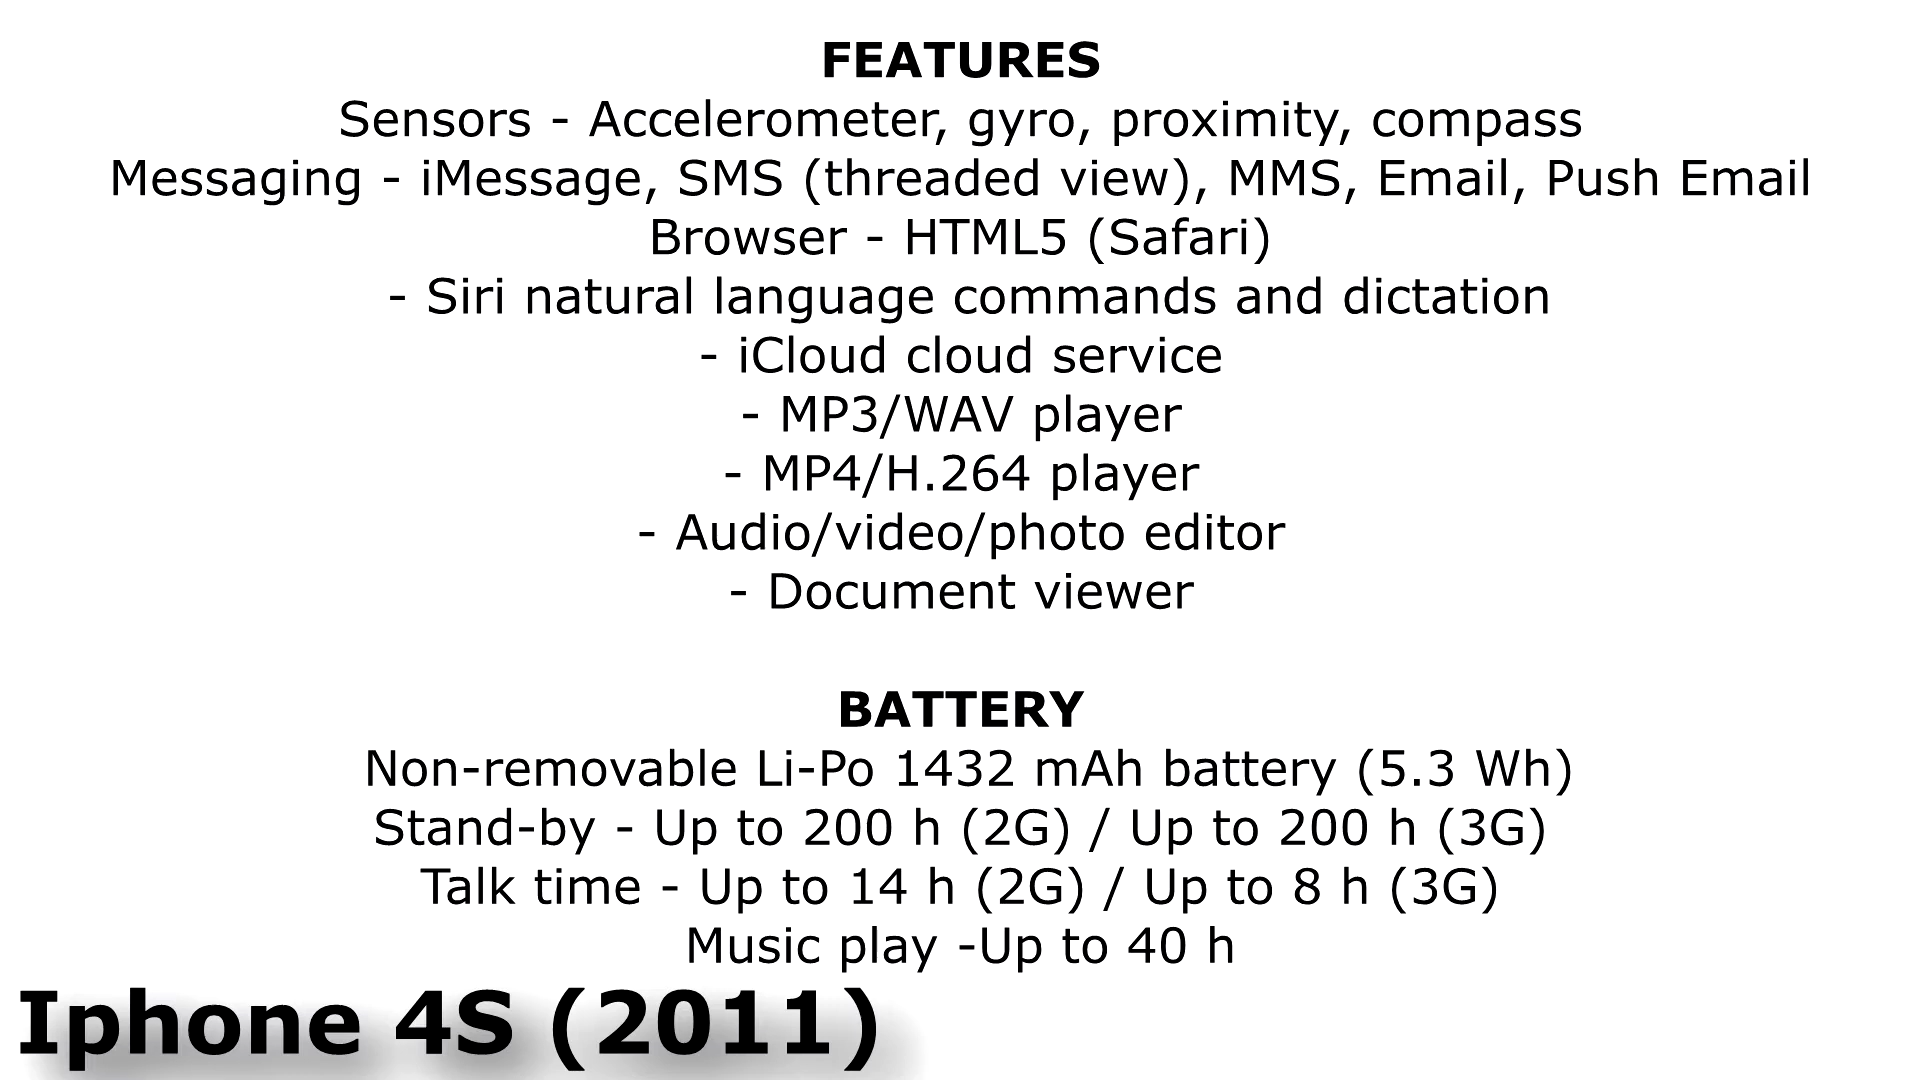 FEATURES
Sensors - Accelerometer, gyro, proximity, compass
Messaging - iMessage, SMS (threaded view), MMS, Email, Push Email
Browser - HTML5 (Safari)
- Siri natural language commands and dictation
- iCloud cloud service
- MP3/WAV player
- MP4/H.264 player
- Audio/video/photo editor
- Document viewer
BATTERY
Non-removable Li-Po 1432 mAh battery (5.3 Wh)
Stand-by - Up to 200 h (2G) / Up to 200 h (3G)
Talk time - Up to 14 h (2G) / Up to 8 h (3G)
Music play -Up to 40 h
Iphone 4S (2011)